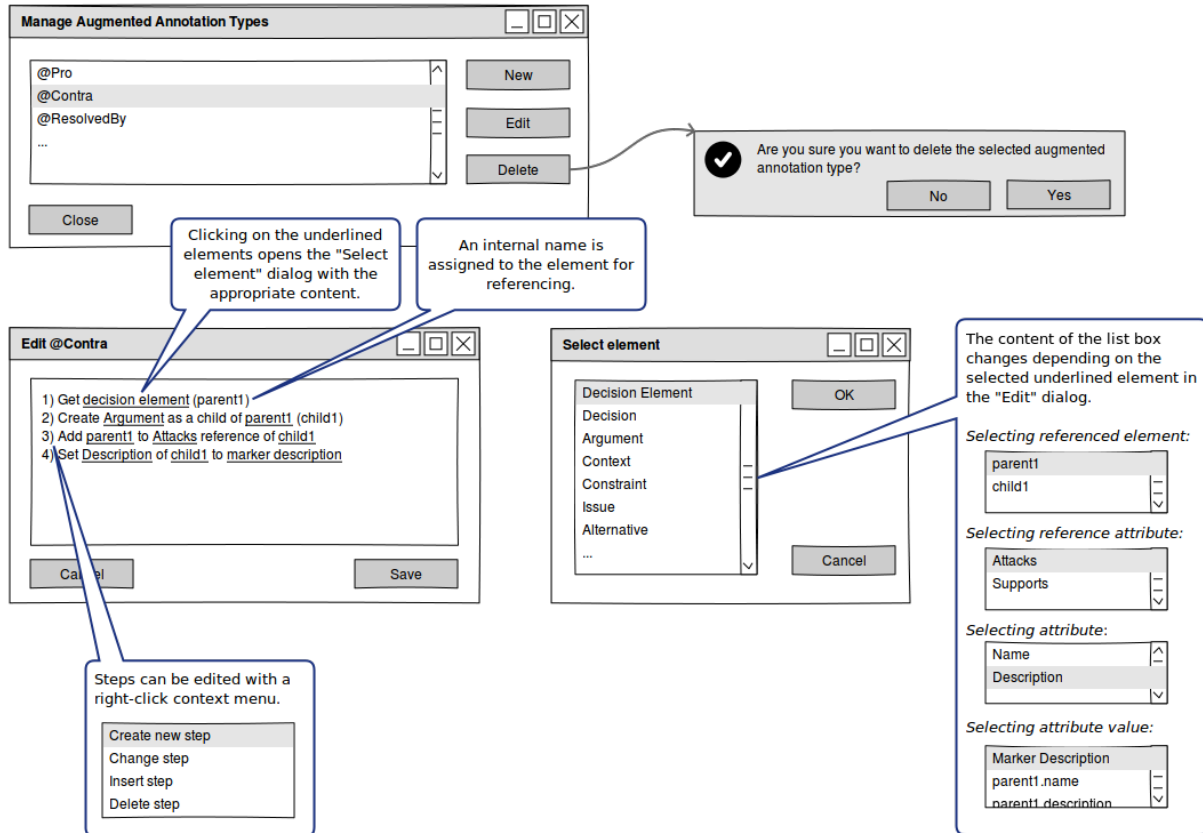 Manage Augmented Annotation Types
@Pro
@Contra
@ResolvedBy
...
New
Edit
Delete
Close
Are you sure you want to delete the selected augmented
annotation type?
No
Yes
Clicking on the underlined
elements opens the "Select
element" dialog with the
appropriate content.
An internal name is
assigned to the element for
referencing.
Edit @Contra
1) Get decision element (parent1)
2) Create Argument as a child of parent1 (child1)
3) Add parent1 to Attacks reference of child1
4) Set Description of child1 to marker description
Cancel
Save
Steps can be edited with a
right-click context menu.
Create new step
Change step
Insert step
Delete step
Select element
Decision Element
Decision
Argument
Context
Constraint
Issue
Alternative
...
OK
Cancel
The content of the list box
changes depending on the
selected underlined element in
the "Edit" dialog.
Selecting referenced element:
parent1
child1
Selecting reference attribute:
Attacks
Supports
Selecting attribute:
Name
Description
Selecting attribute value:
Marker Description
parent1.name
parent1.description